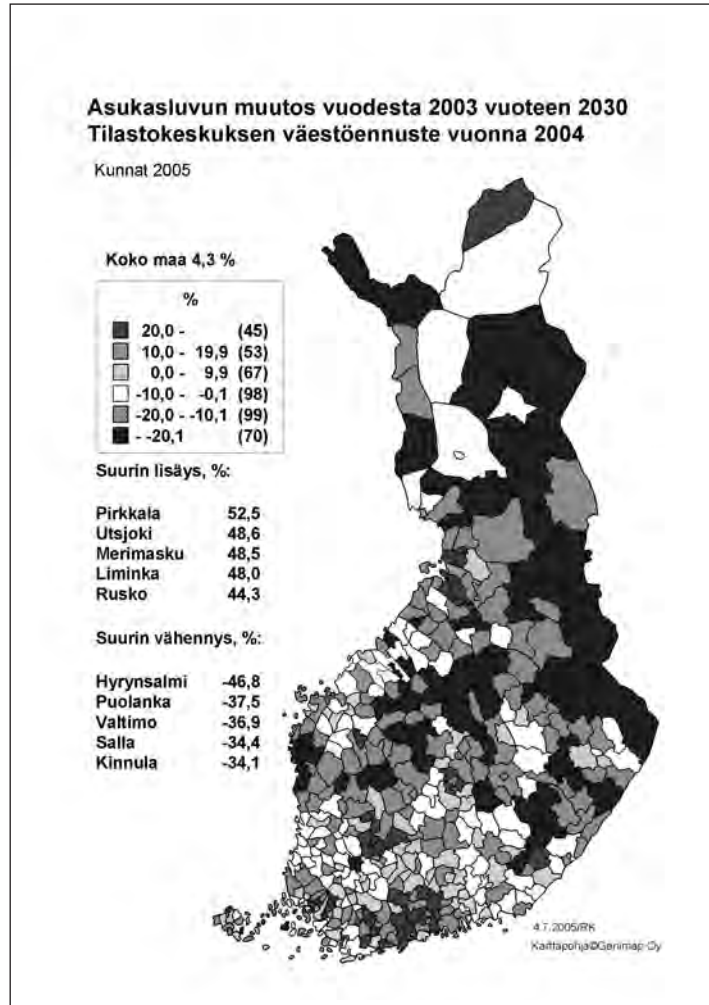 Asukasluvun muutos vuodesta 2003 vuoteen 2030
Tilastokeskuksen väestöennuste vuonna 2004
Kunnat 2005
Koko maa 4,3 %
%
20,0 - (45)
10,0 - 19,9 (53)
0,0 - 9,9 (67)
-10,0 - -0,1 (98)
-20,0 - -10,1 (99)
- -20,1 (70)
Suurin lisäys, %:
Pirkkala 52,5
Utsjoki 48,6
Merimasku 48,5
Liminka 48,0
Rusko 44,3
Suurin vähennys, %:
Hyrynsalmi -46,8
Puolanka -37,5
Valtimo -36,9
Salla -34,4
Kinnula -34,1
4.7.2005/RK
Karttapohja©Genimap Oy